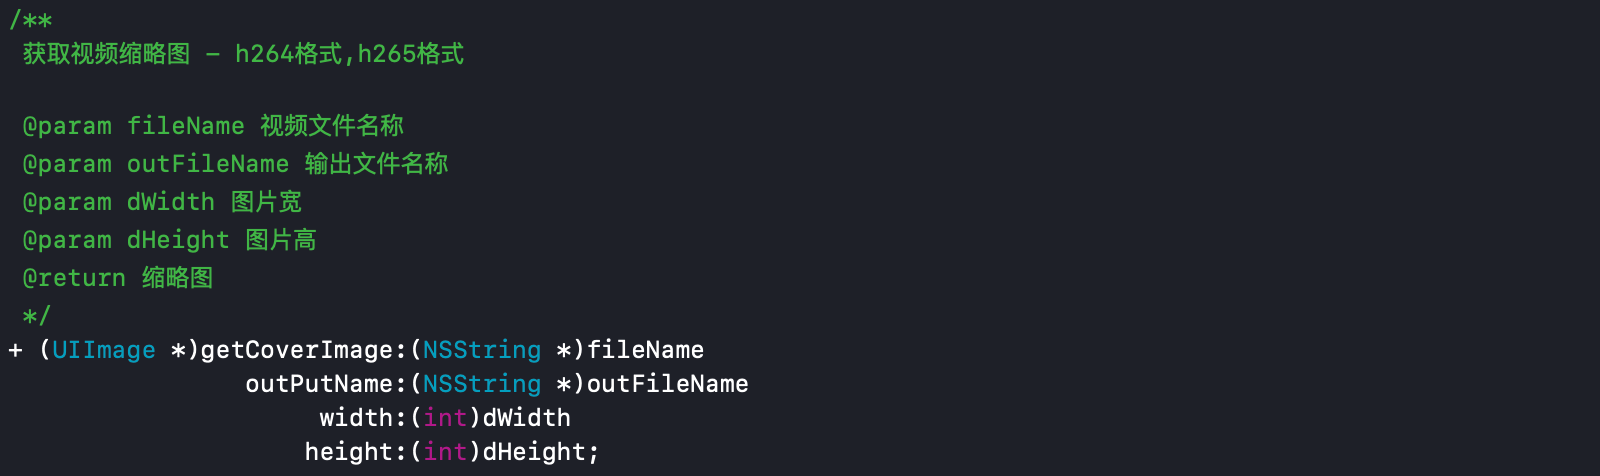 /**
获取视频缩略图 - h264格式,h265格式
@param fileName 视频文件名称
@param outFileName 输出文件名称
@param dWidth 图片宽
@param dHeight 图片高
@return 缩略图
*/
+ (UIImage *)getCoverImage:(NSString *)fileName
outPutName:(NSString *)outFileName
width:(int)dWidth
height:(int)dHeight;